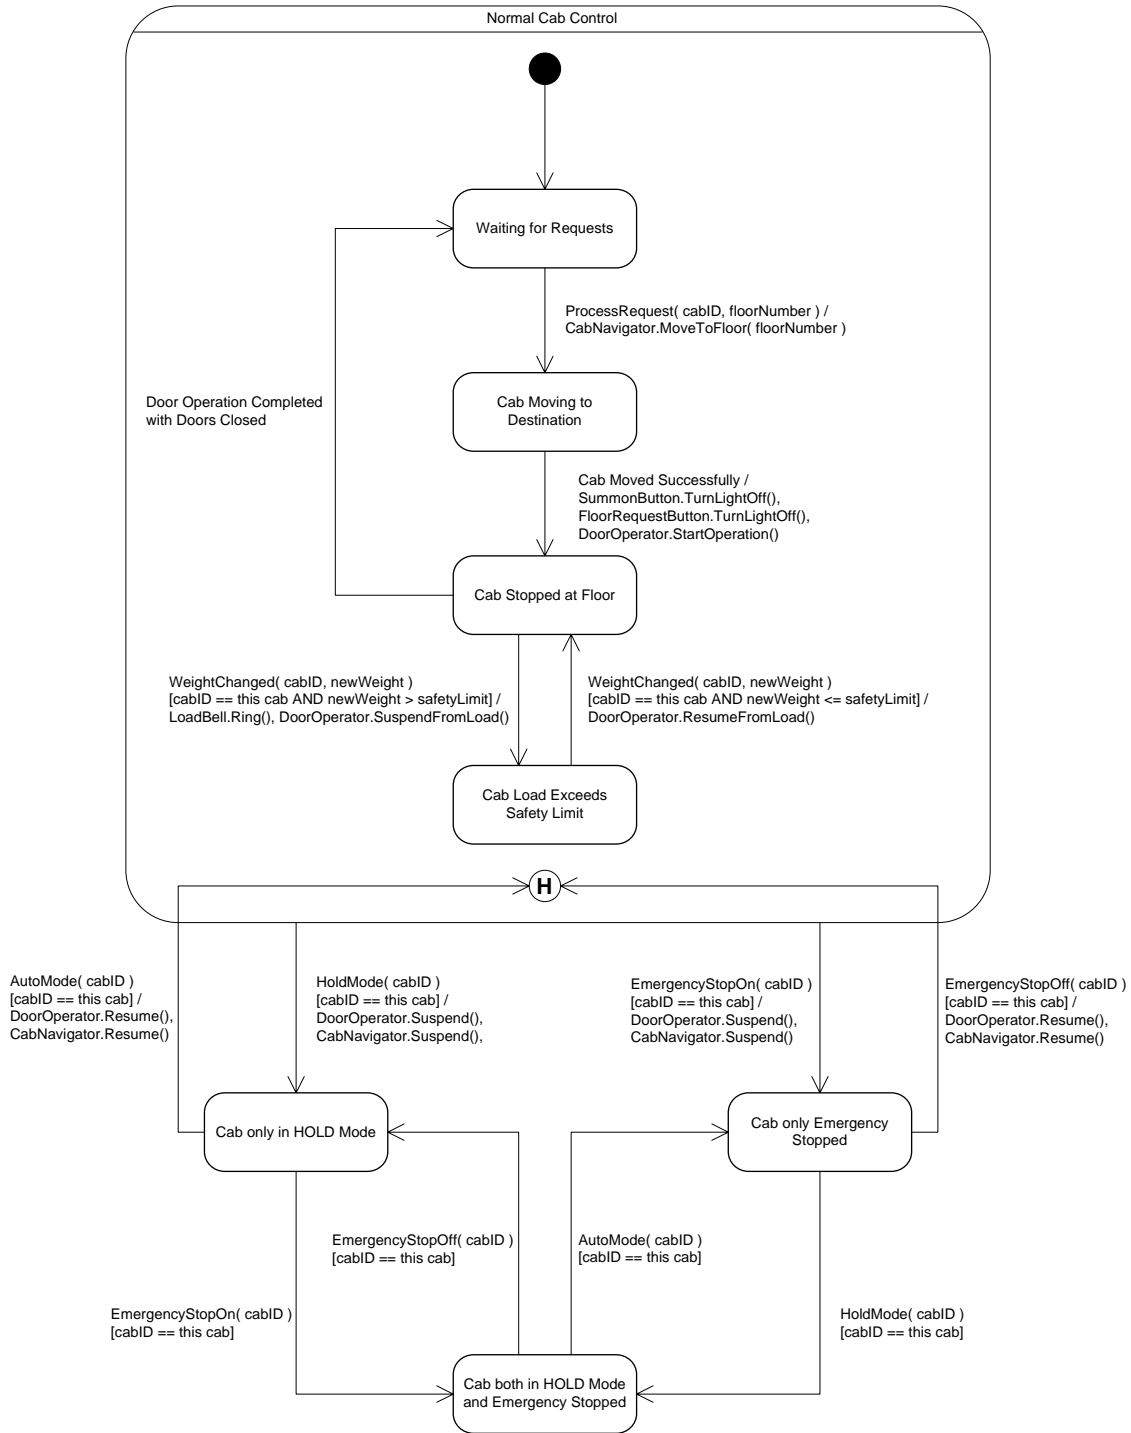 Normal Cab Control
Waiting for Requests
ProcessRequest( cabID, floorNumber ) /
CabNavigator.MoveToFloor( floorNumber )
Door Operation Completed
with Doors Closed
Cab Moving to
Destination
Cab Moved Successfully /
SummonButton.TurnLightOff(),
FloorRequestButton.TurnLightOff(),
DoorOperator.StartOperation()
Cab Stopped at Floor
WeightChanged( cabID, newWeight )
[cabID == this cab AND newWeight > safetyLimit] /
LoadBell.Ring(), DoorOperator.SuspendFromLoad()
WeightChanged( cabID, newWeight )
[cabID == this cab AND newWeight <= safetyLimit] /
DoorOperator.ResumeFromLoad()
Cab Load Exceeds
Safety Limit
H
AutoMode( cabID )
[cabID == this cab] /
DoorOperator.Resume(),
CabNavigator.Resume()
HoldMode( cabID )
[cabID == this cab] /
DoorOperator.Suspend(),
CabNavigator.Suspend(),
EmergencyStopOn( cabID )
[cabID == this cab] /
DoorOperator.Suspend(),
CabNavigator.Suspend()
EmergencyStopOff( cabID )
[cabID == this cab] /
DoorOperator.Resume(),
CabNavigator.Resume()
Cab only in HOLD Mode
Cab only Emergency
Stopped
EmergencyStopOff( cabID )
[cabID == this cab]
AutoMode( cabID )
[cabID == this cab]
EmergencyStopOn( cabID )
[cabID == this cab]
HoldMode( cabID )
[cabID == this cab]
Cab both in HOLD Mode
and Emergency Stopped